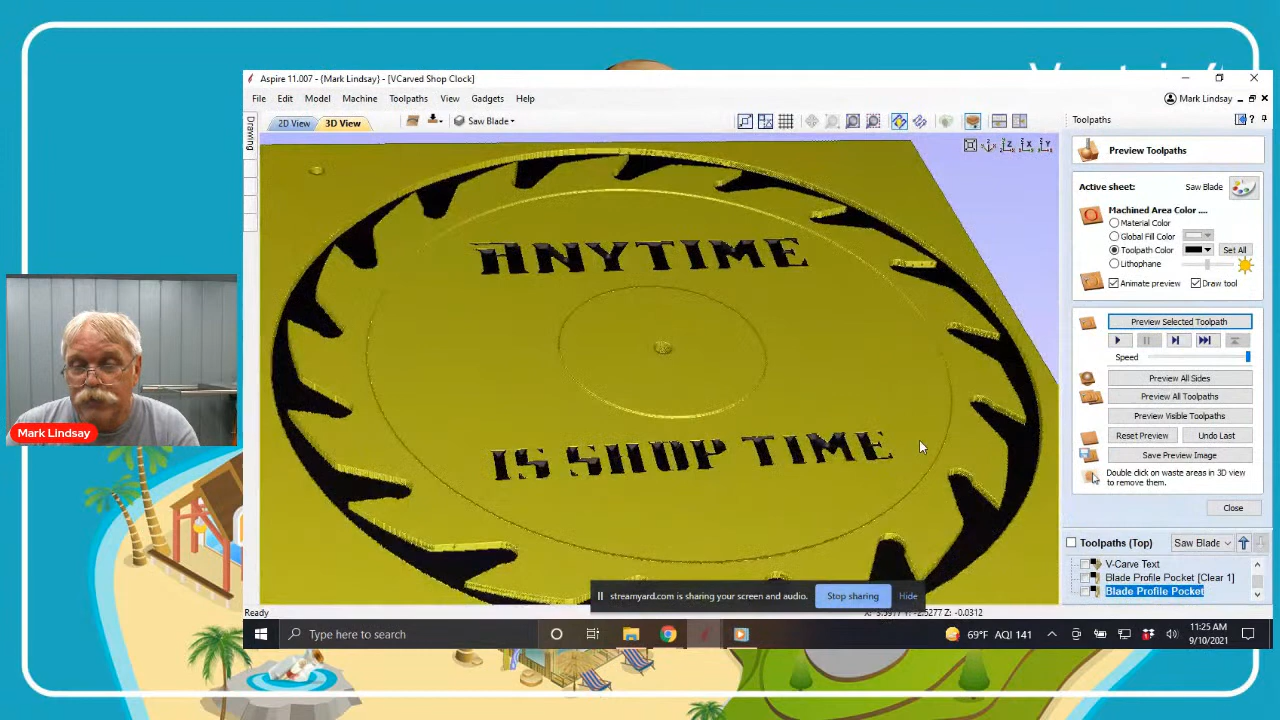 Aspire 11.007 - {Mark Lindsay} - [VCarved Shop Clock]
File Edit Model Machine Toolpaths View Gadgets Help
Mark Lindsay
2D View 3D View Saw Blade
Drawing
Toolpaths
Preview Toolpaths
Active sheet: Saw Blade
Machined Area Color ....
Material Color
Global Fill Color
Toolpath Color Set All
Lithophane
Animate preview Draw tool
Preview Selected Toolpath
Speed
Preview All Sides
Preview All Toolpaths
Preview Visible Toolpaths
Reset Preview Undo Last
Save Preview Image
Double click on waste areas in 3D view
to remove them.
Close
Toolpaths (Top) Saw Blade
V-Carve Text
Blade Profile Pocket [Clear 1]
Blade Profile Pocket
ANYTIME
IS SHOP TIME
Mark Lindsay
streamyard.com is sharing your screen and audio. Stop sharing Hide
Ready
Type here to search
69°F AQI 141
11:25 AM
9/10/2021